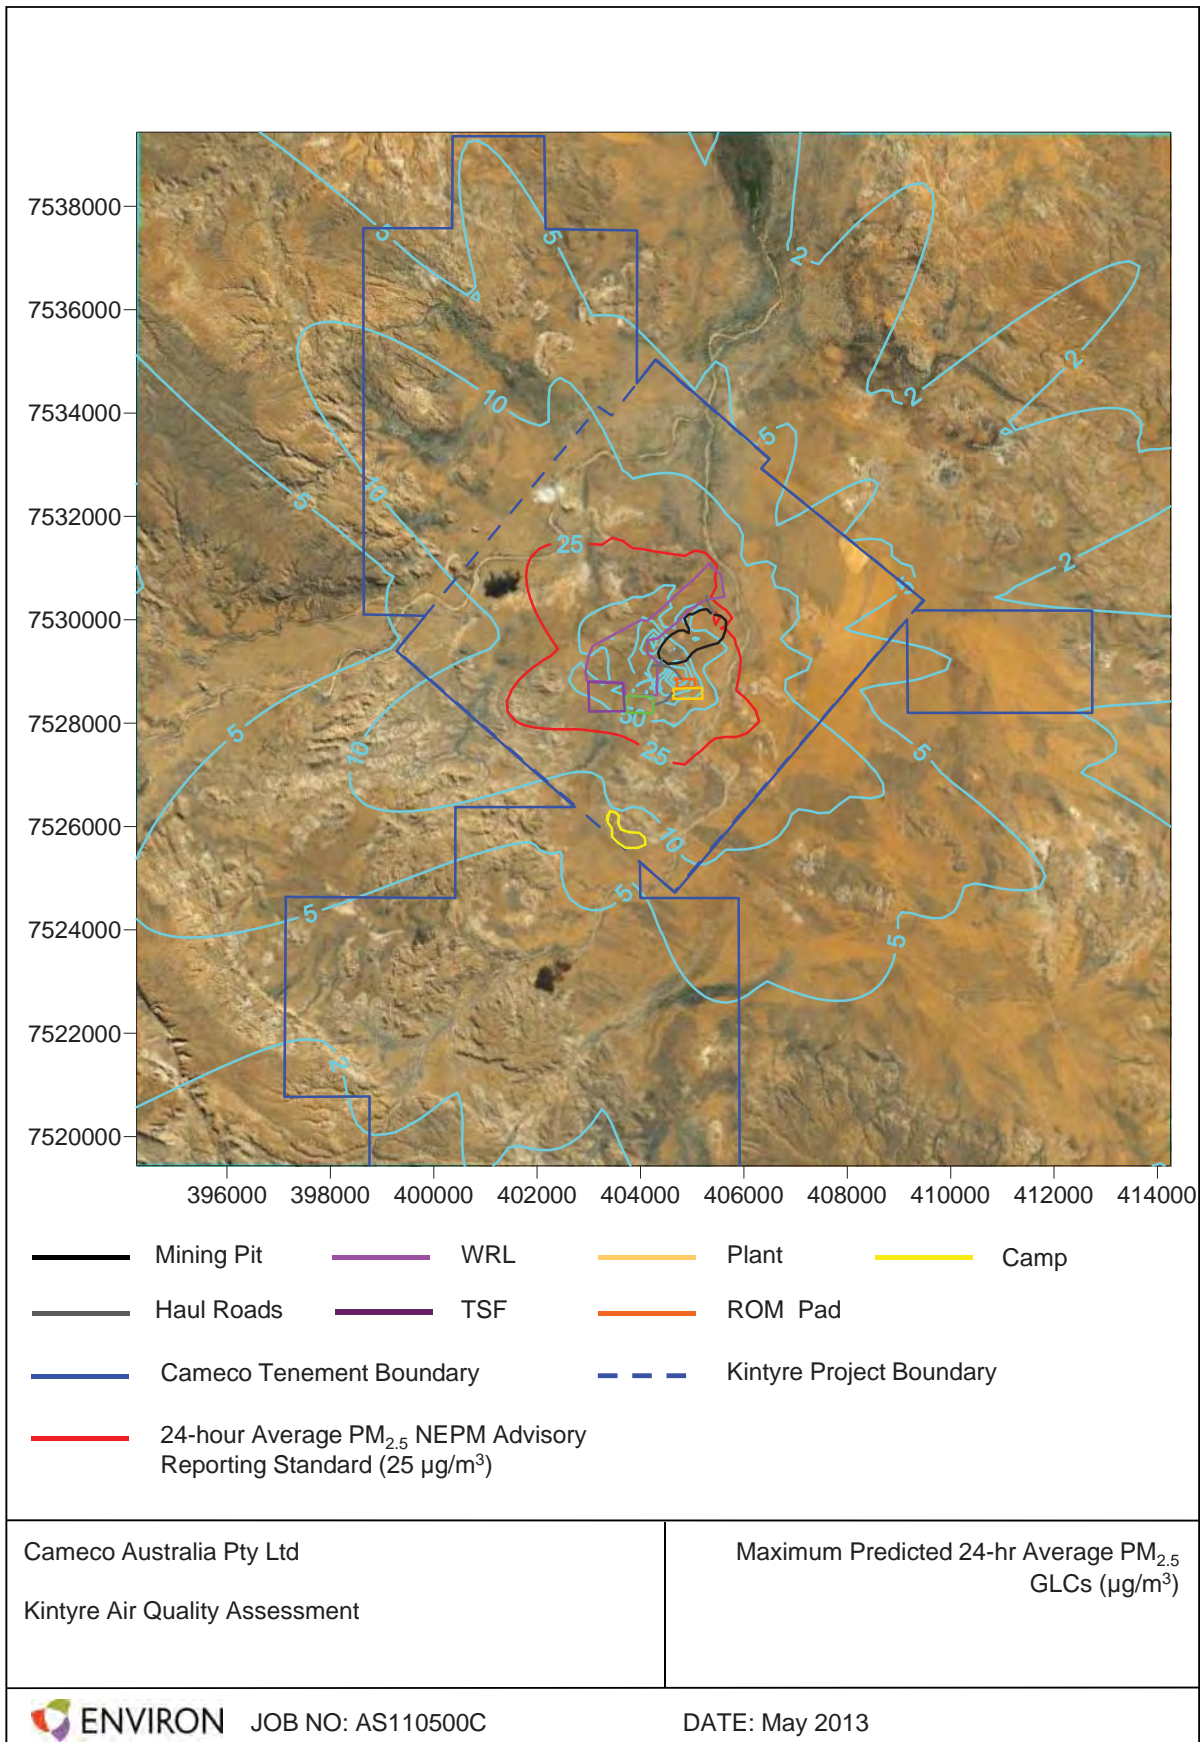 7538000
7536000
7534000
7532000
7530000
7528000
7526000
7524000
7522000
7520000
5
5
2
2
2
10
5
5
10
25
2
5
50
25
5
10
5
10
5
5
5
2
396000 398000 400000 402000 404000 406000 408000 410000 412000 414000
Mining Pit WRL Plant Camp
Haul Roads TSF ROM Pad
Cameco Tenement Boundary Kintyre Project Boundary
24-hour Average PM2.5 NEPM Advisory
Reporting Standard (25 µg/m³)
Cameco Australia Pty Ltd
Kintyre Air Quality Assessment
Maximum Predicted 24-hr Average PM2.5
GLCs (µg/m³)
ENVIRON JOB NO: AS110500C DATE: May 2013